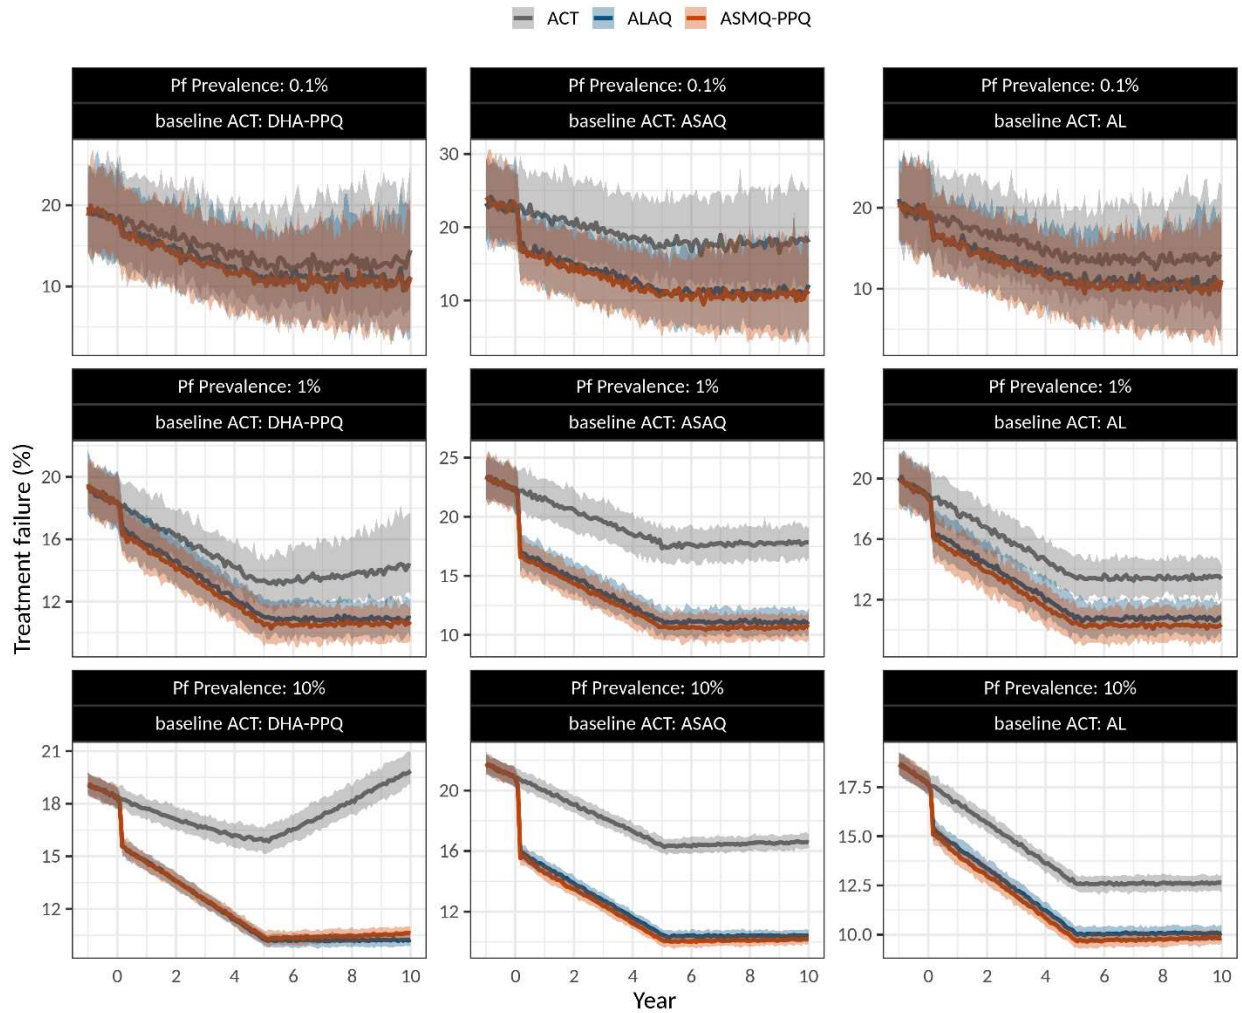 ACT ALAQ ASMQ-PPQ
Pf Prevalence: 0.1% Pf Prevalence: 0.1% Pf Prevalence: 0.1%
baseline ACT: DHA-PPQ baseline ACT: ASAQ baseline ACT: AL
20 10
30 20 10
20 10
Pf Prevalence: 1% Pf Prevalence: 1% Pf Prevalence: 1%
baseline ACT: DHA-PPQ baseline ACT: ASAQ baseline ACT: AL
20 16 12
25 20 15 10
20 16 12
Treatment failure (%)
Pf Prevalence: 10% Pf Prevalence: 10% Pf Prevalence: 10%
baseline ACT: DHA-PPQ baseline ACT: ASAQ baseline ACT: AL
21 18 15 12
20 16 12
17.5 15.0 12.5 10.0
0 2 4 6 8 10 0 2 4 6 8 10 0 2 4 6 8 10
Year